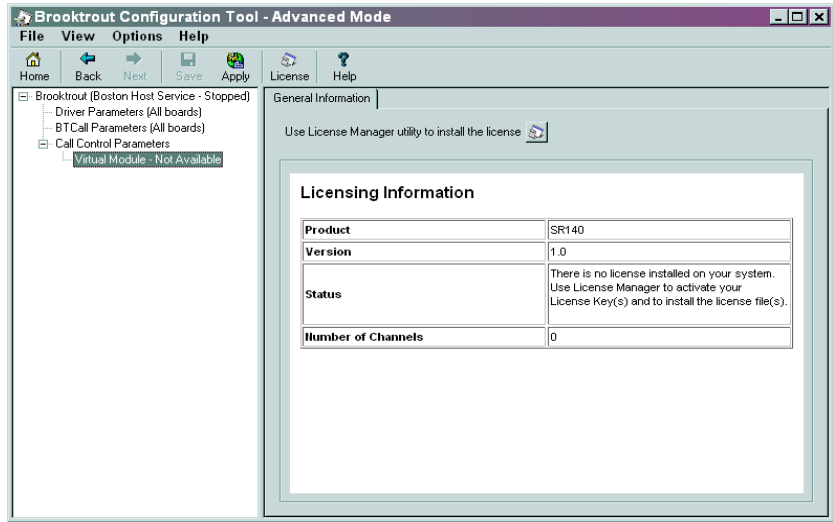 Brooktrout Configuration Tool - Advanced Mode
File View Options Help
Home Back Next Save Apply License Help
Brooktrout (Boston Host Service - Stopped)
Driver Parameters (All boards)
BTCall Parameters (All boards)
Call Control Parameters
Virtual Module - Not Available
General Information
Use License Manager utility to install the license
Licensing Information
Product SR140
Version 1.0
Status There is no license installed on your system.
Use License Manager to activate your
License Key(s) and to install the license file(s).
Number of Channels 0